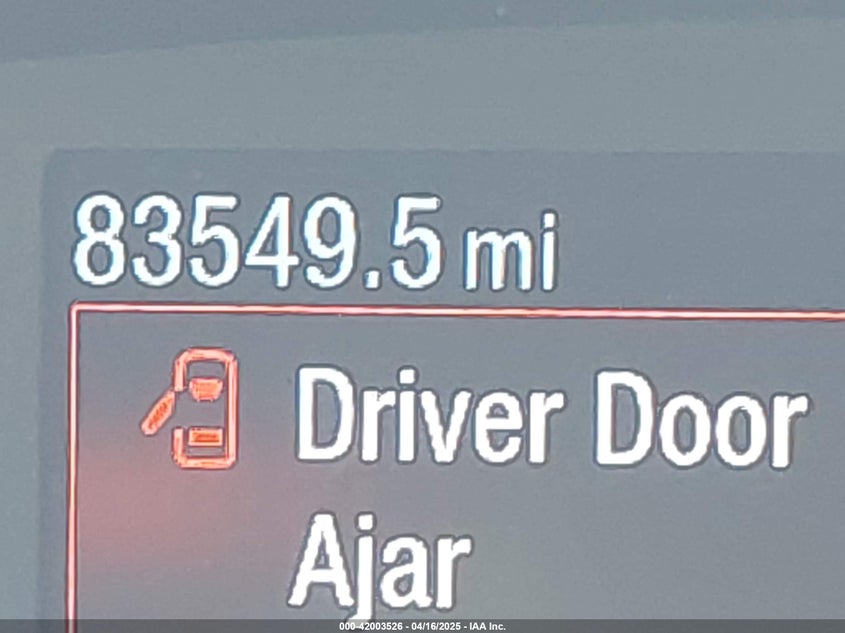 83549.5 mi
Driver Door
Ajar
000-42003526 - 04/16/2025 - IAA Inc.